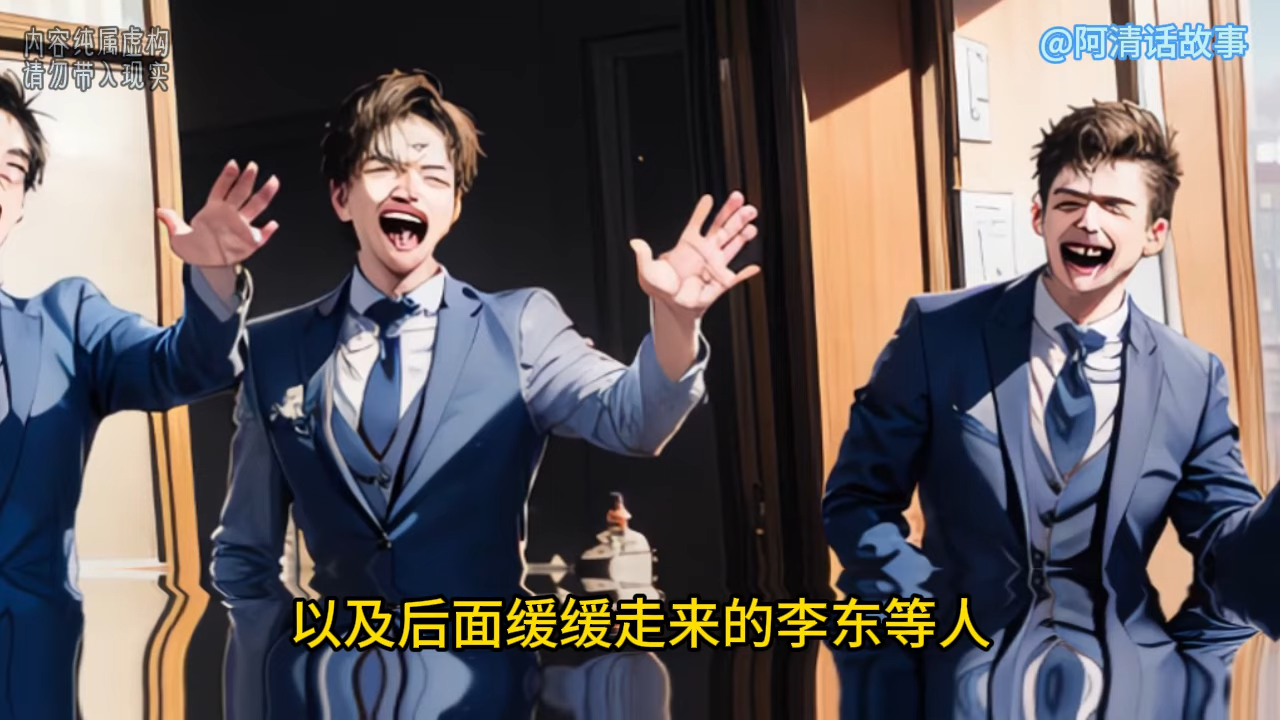 内容纯属虚构
请勿带入现实
@阿清话故事
以及后面缓缓走来的李东等人